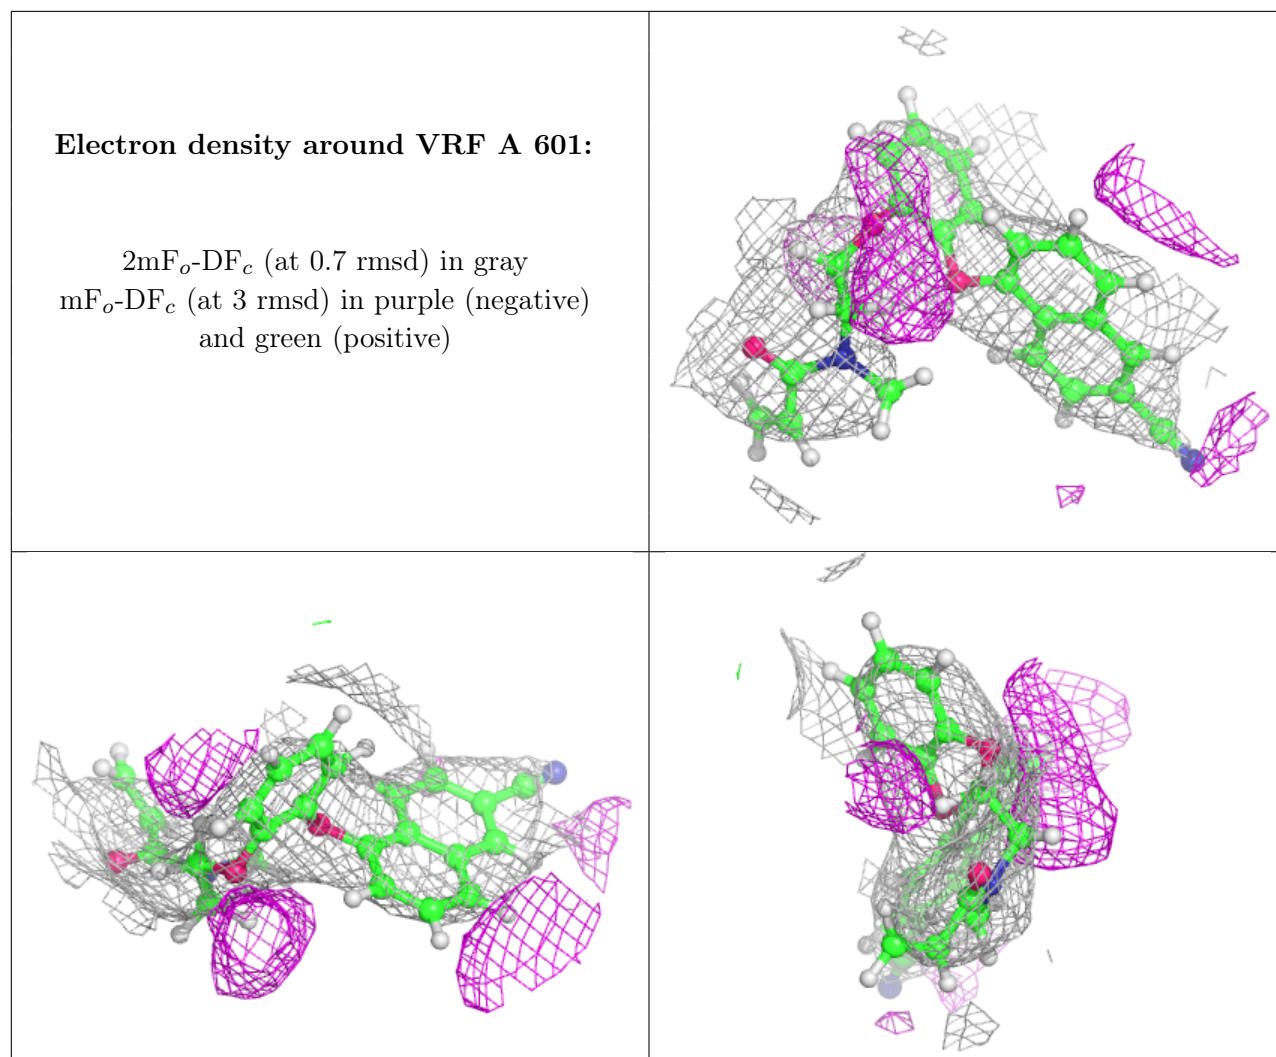 Electron density around VRF A 601:
2mFo-DFc (at 0.7 rmsd) in gray
mFo-DFc (at 3 rmsd) in purple (negative)
and green (positive)